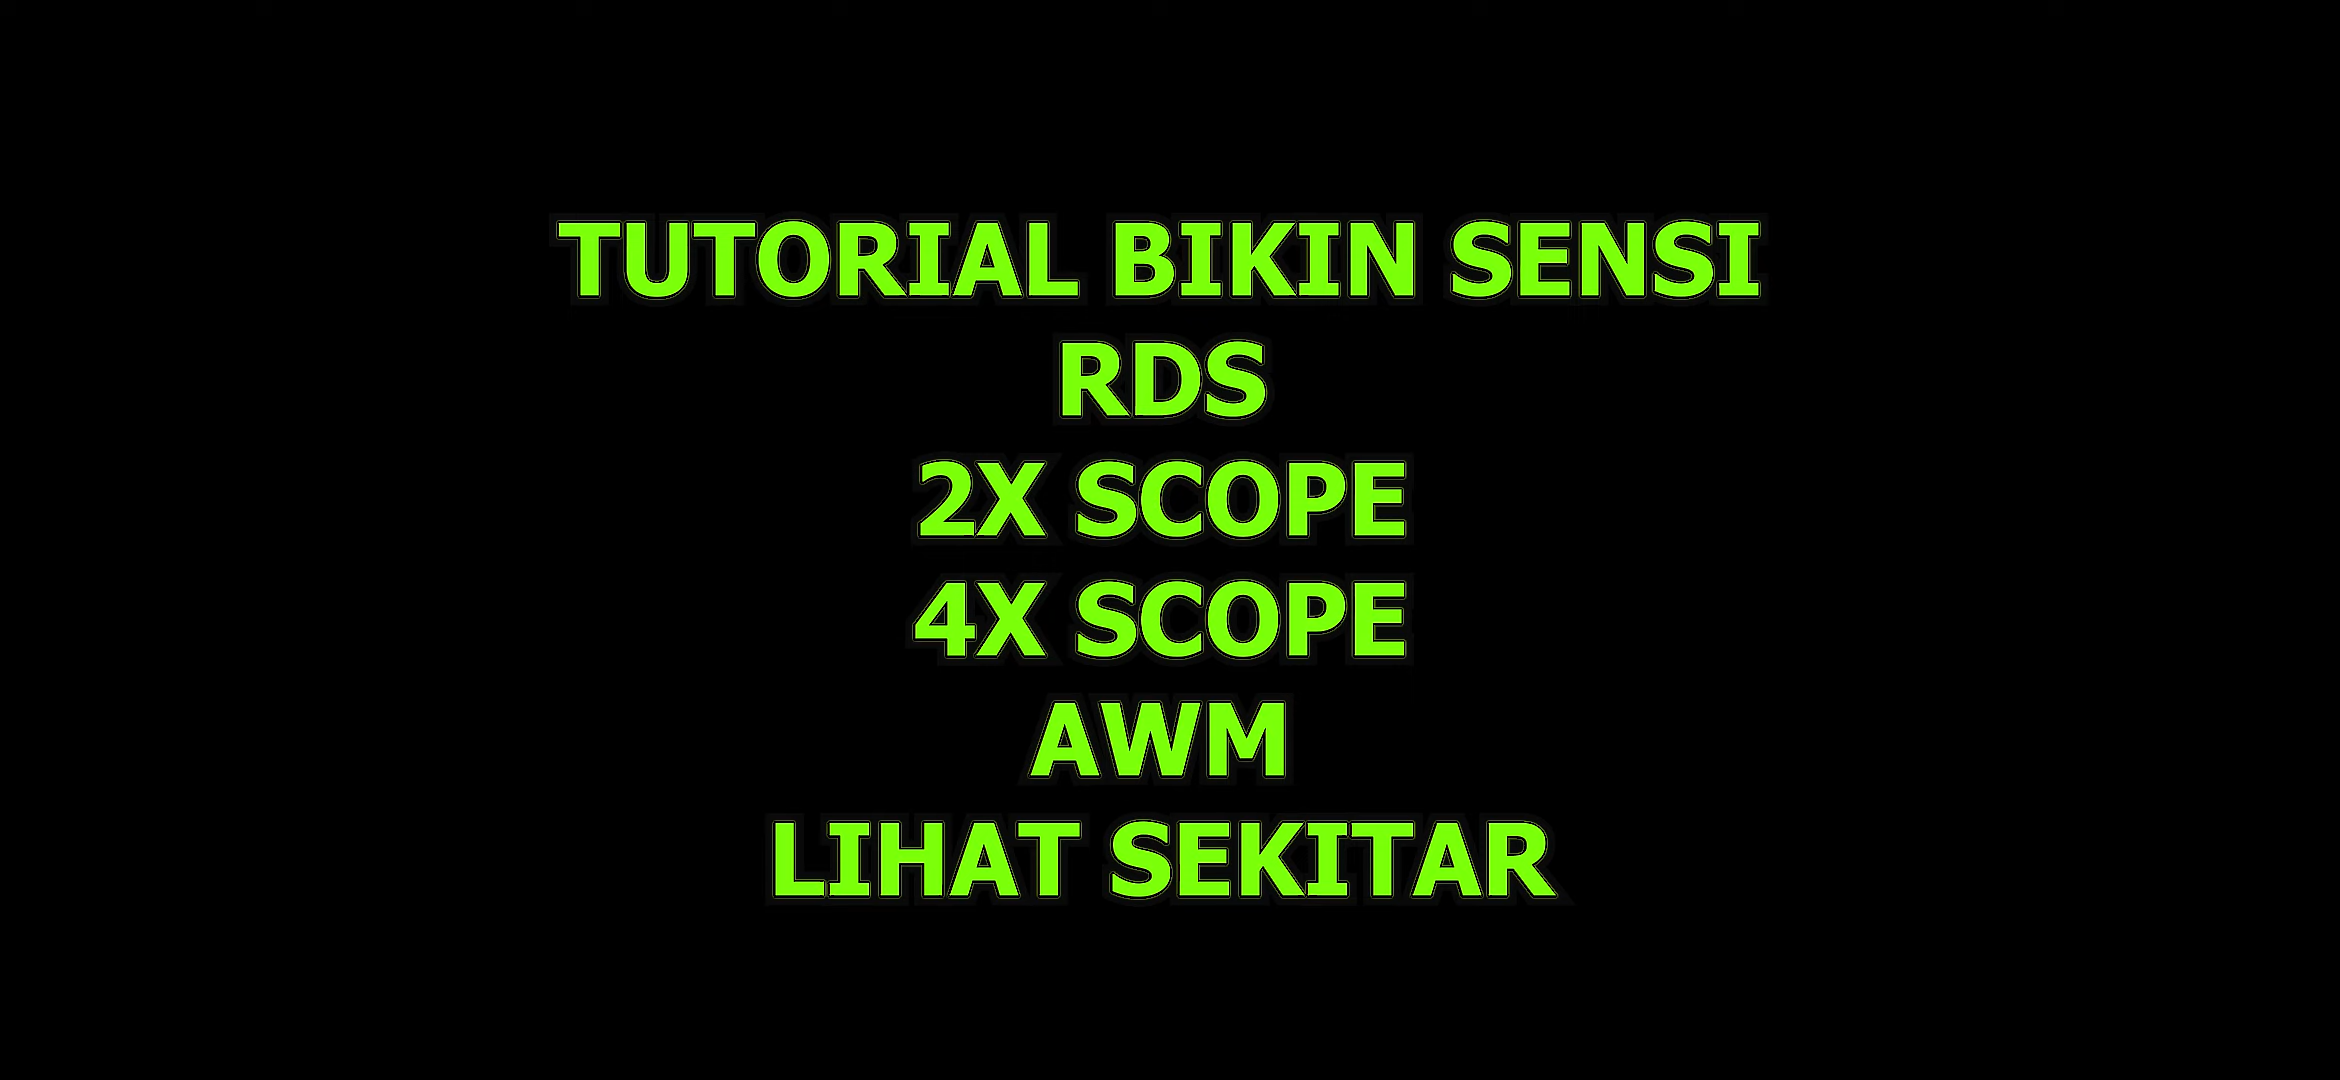 TUTORIAL BIKIN SENSI
RDS
2X SCOPE
4X SCOPE
AWM
LIHAT SEKITAR